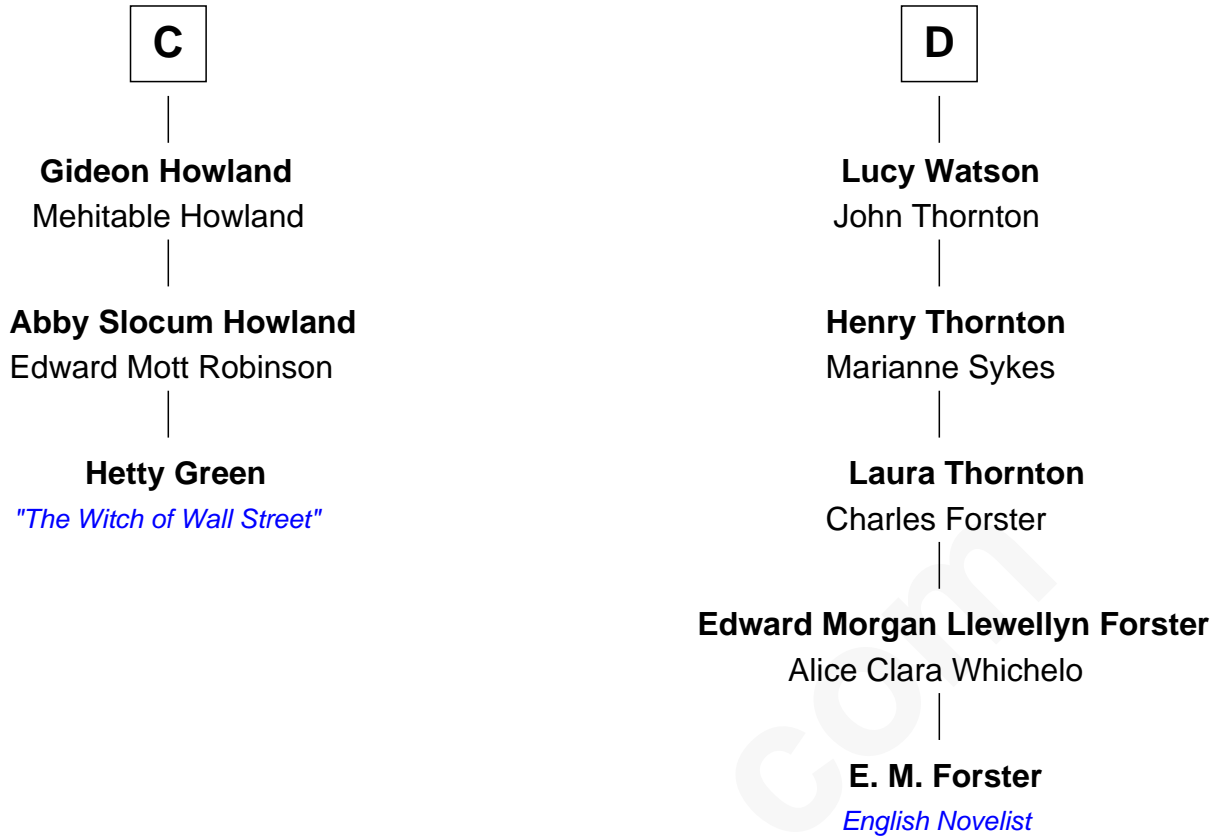 C
Gideon Howland
Mehitable Howland
Abby Slocum Howland
Edward Mott Robinson
Hetty Green
"The Witch of Wall Street"
D
Lucy Watson
John Thornton
Henry Thornton
Marianne Sykes
Laura Thornton
Charles Forster
Edward Morgan Llewellyn Forster
Alice Clara Whichelo
E. M. Forster
English Novelist
com